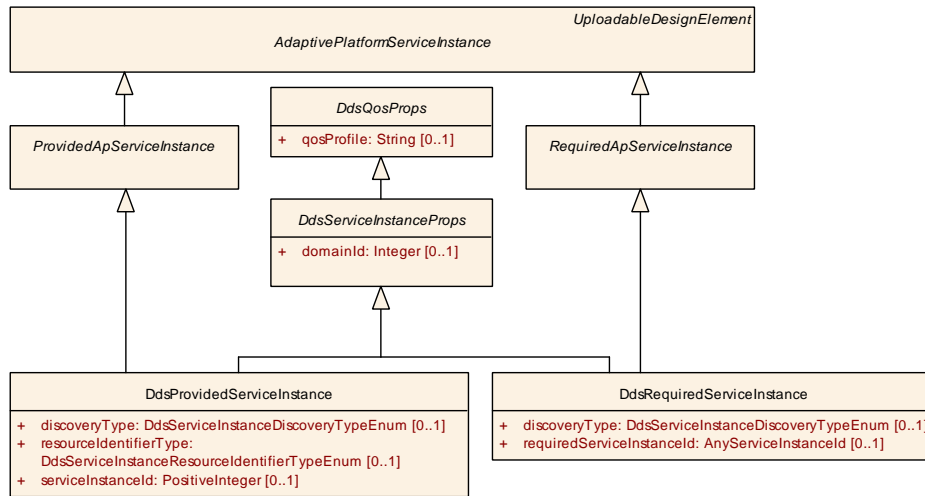 UploadableDesignElement
AdaptivePlatformServiceInstance
DdsQosProps
+ qosProfile: String [0..1]
ProvidedApServiceInstance
RequiredApServiceInstance
DdsServiceInstanceProps
+ domainId: Integer [0..1]
DdsProvidedServiceInstance
+ discoveryType: DdsServiceInstanceDiscoveryTypeEnum [0..1]
+ resourceIdentifierType:
DdsServiceInstanceResourceIdentifierTypeEnum [0..1]
+ serviceInstanceId: PositiveInteger [0..1]
DdsRequiredServiceInstance
+ discoveryType: DdsServiceInstanceDiscoveryTypeEnum [0..1]
+ requiredServiceInstanceId: AnyServiceInstanceId [0..1]